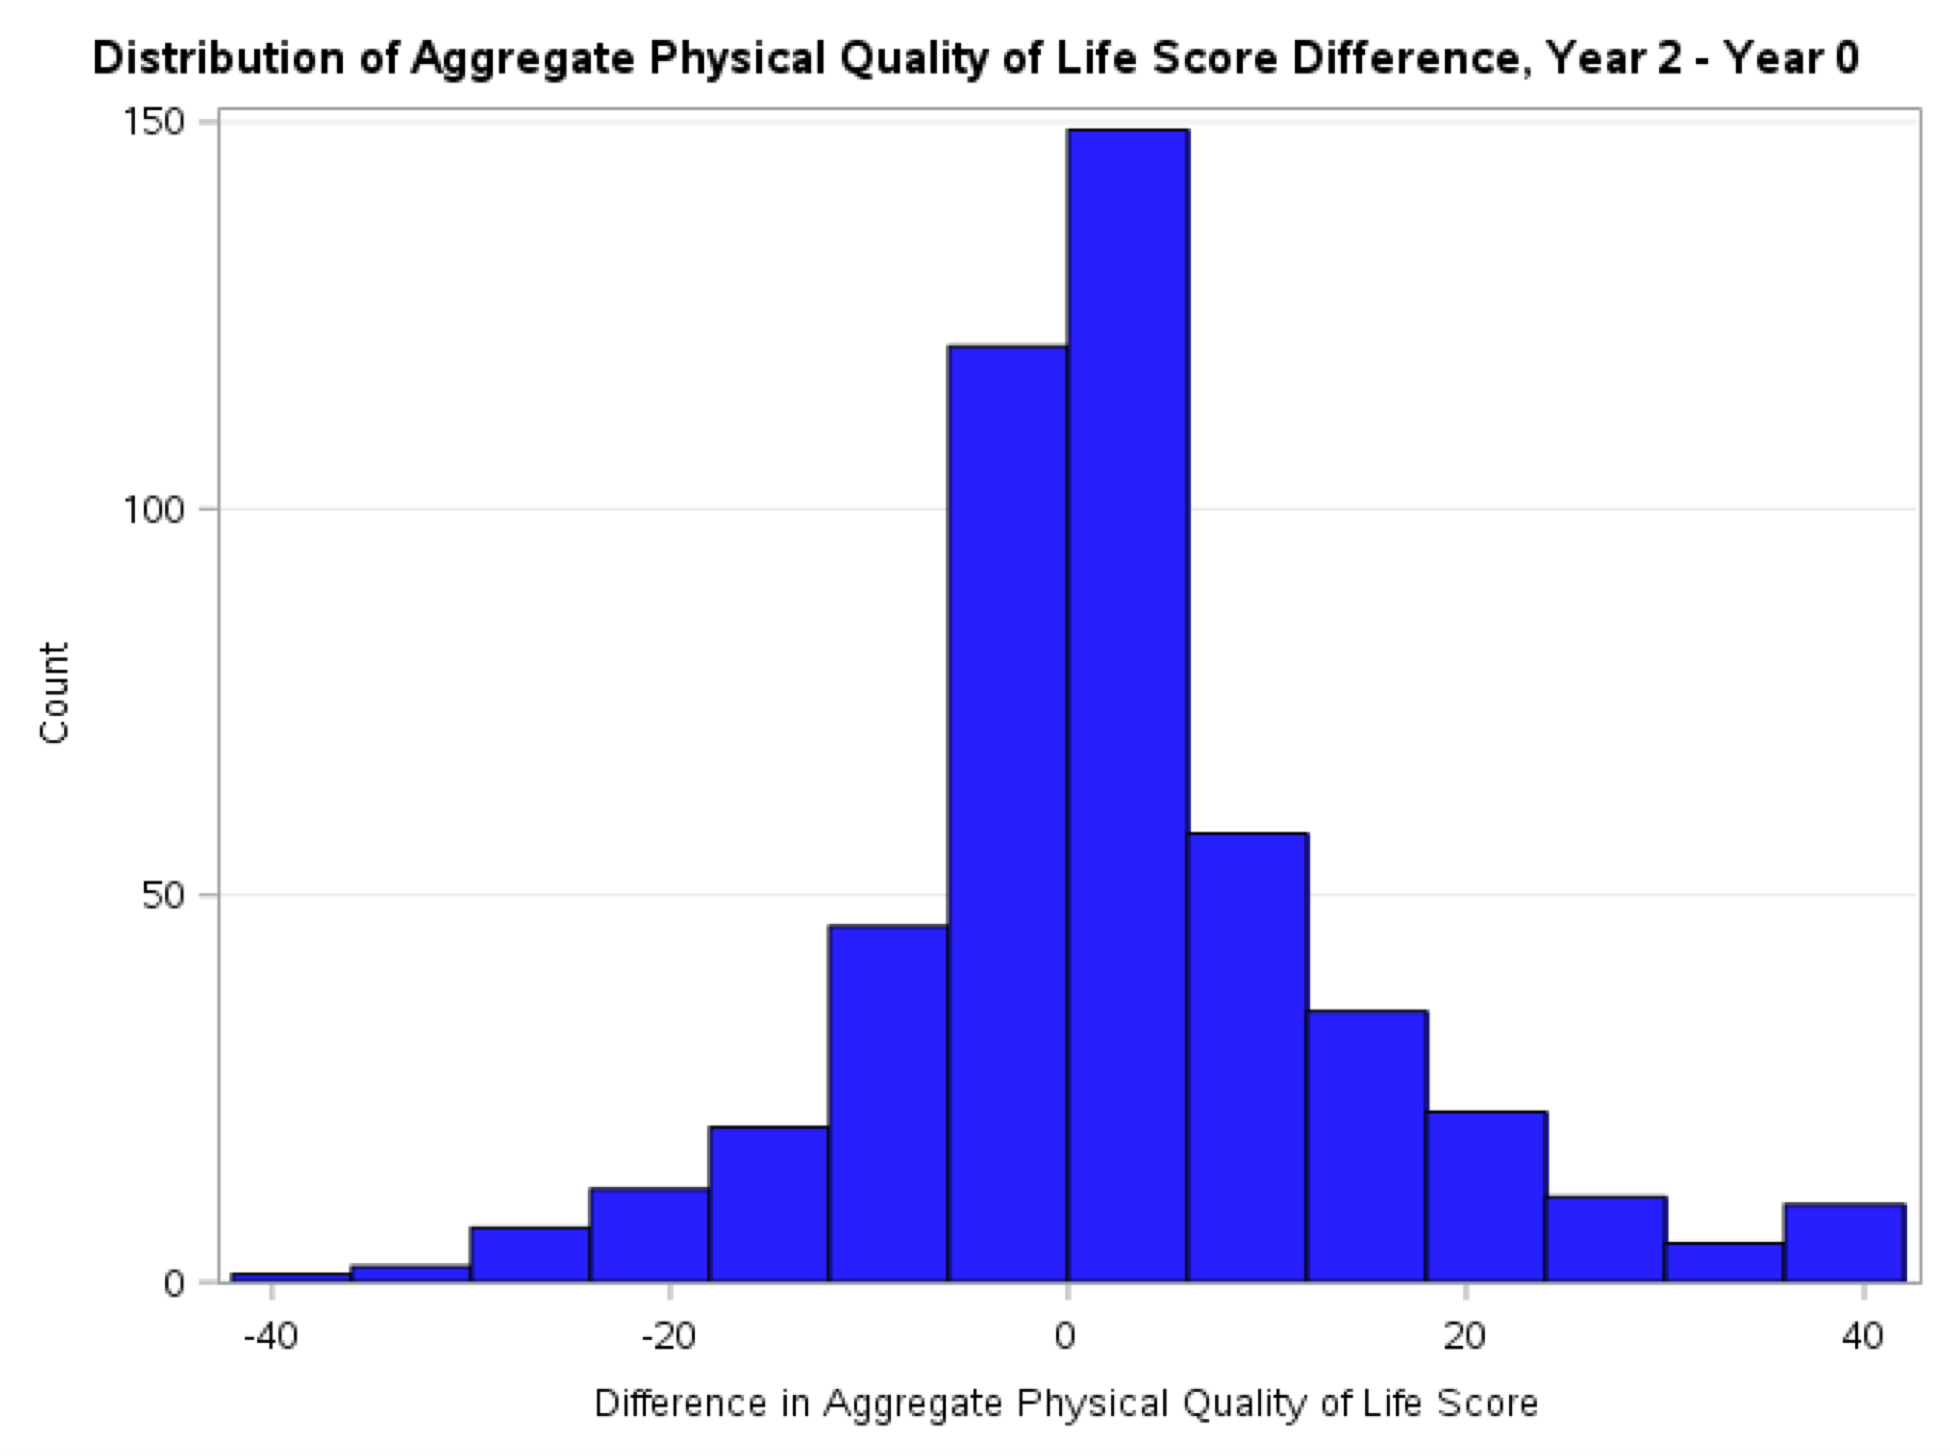 Distribution of Aggregate Physical Quality of Life Score Difference, Year 2 - Year 0
150
100
50
0
Count
-40 -20 0 20 40
Difference in Aggregate Physical Quality of Life Score